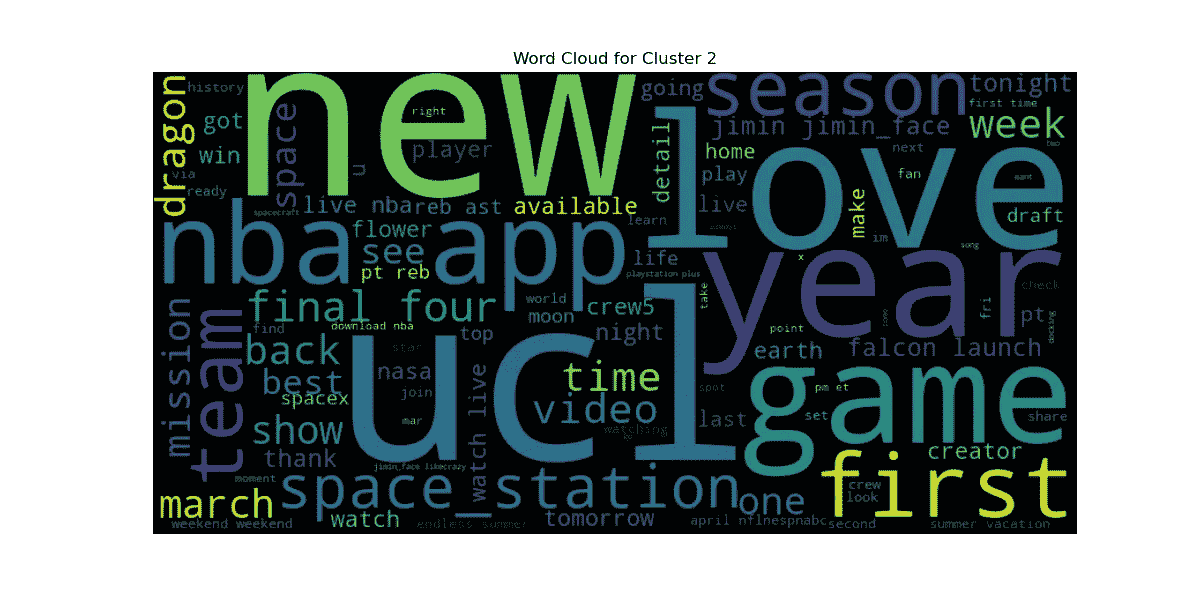 Word Cloud for Cluster 2
history
new
going
season
tonight
got
right
first time
dragon
space
u
player
detail
jimin jimin_face
week
win
home
next
via
play
love
fan
want
ready
live nba
reb ast
available
live
make
draft
spacecraft
learn
nba
app
flower
see
pt reb
im
song
life
playstation plus
year
x
check
mission
team
final four
world
moon
crew5
take
fri
pt
find
download nba
top
night
point
docking
back
star
ucl
earth
falcon launch
best
spacex
nasa
join
time
spot
game
pm et
mar
video
last
set
share
show
watching
watch live
thank
jimin_face likecrazy
creator
moment
space_station
one
first
crew
look
march
watch
endless summer
tomorrow
april nflnespnabc
second
summer vacation
weekend weekend